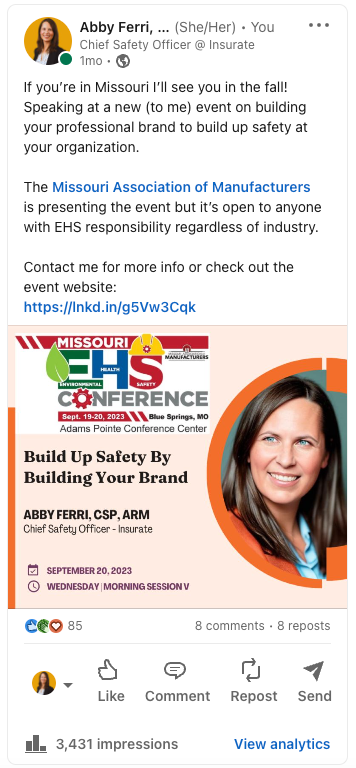 Abby Ferri, ... (She/Her) • You
Chief Safety Officer @ Insurate
1mo •
If you're in Missouri I'll see you in the fall!
Speaking at a new (to me) event on building
your professional brand to build up safety at
your organization.
The Missouri Association of Manufacturers
is presenting the event but it's open to anyone
with EHS responsibility regardless of industry.
Contact me for more info or check out the
event website:
https://lnkd.in/g5Vw3Cqk
MISSOURI
EHS
HEALTH
MANUFACTURERS
ENVIRONMENTAL SAFETY
CONFERENCE
Sept. 19-20, 2023 Blue Springs, MO
Adams Pointe Conference Center
Build Up Safety By
Building Your Brand
ABBY FERRI, CSP, ARM
Chief Safety Officer - Insurate
SEPTEMBER 20, 2023
WEDNESDAY | MORNING SESSION V
85
8 comments • 8 reposts
Like Comment Repost Send
3,431 impressions View analytics